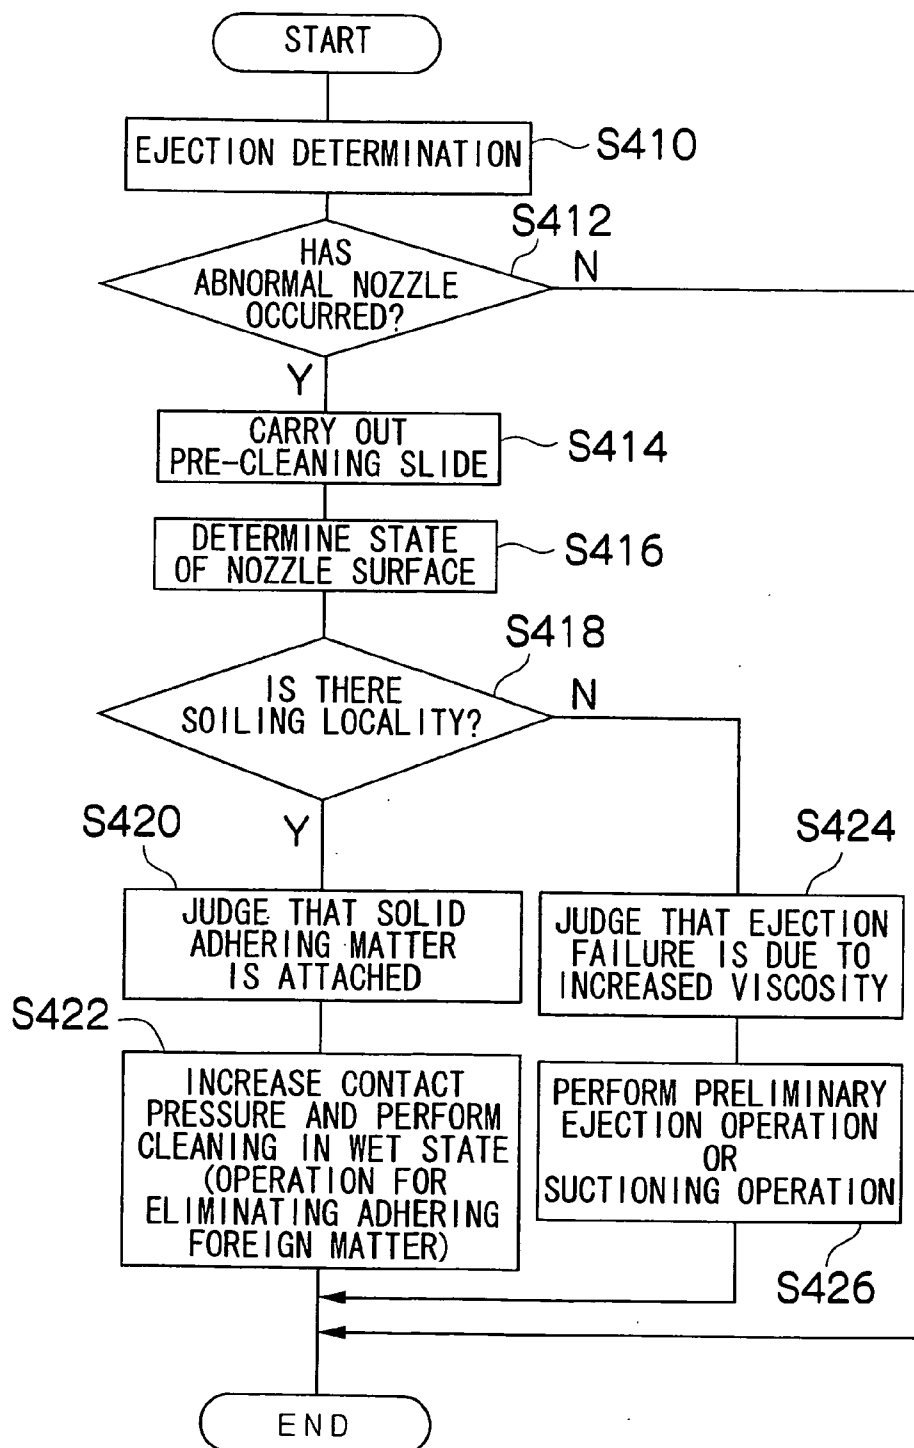 START
EJECTION DETERMINATION
S410
S412
HAS
ABNORMAL NOZZLE
OCCURRED?
N
Y
CARRY OUT
PRE-CLEANING SLIDE
S414
DETERMINE STATE
OF NOZZLE SURFACE
S416
S418
IS THERE
SOILING LOCALITY?
N
Y
S420
JUDGE THAT SOLID
ADHERING MATTER
IS ATTACHED
S424
JUDGE THAT EJECTION
FAILURE IS DUE TO
INCREASED VISCOSITY
S422
INCREASE CONTACT
PRESSURE AND PERFORM
CLEANING IN WET STATE
(OPERATION FOR
ELIMINATING ADHERING
FOREIGN MATTER)
PERFORM PRELIMINARY
EJECTION OPERATION
OR
SUCTIONING OPERATION
S426
END